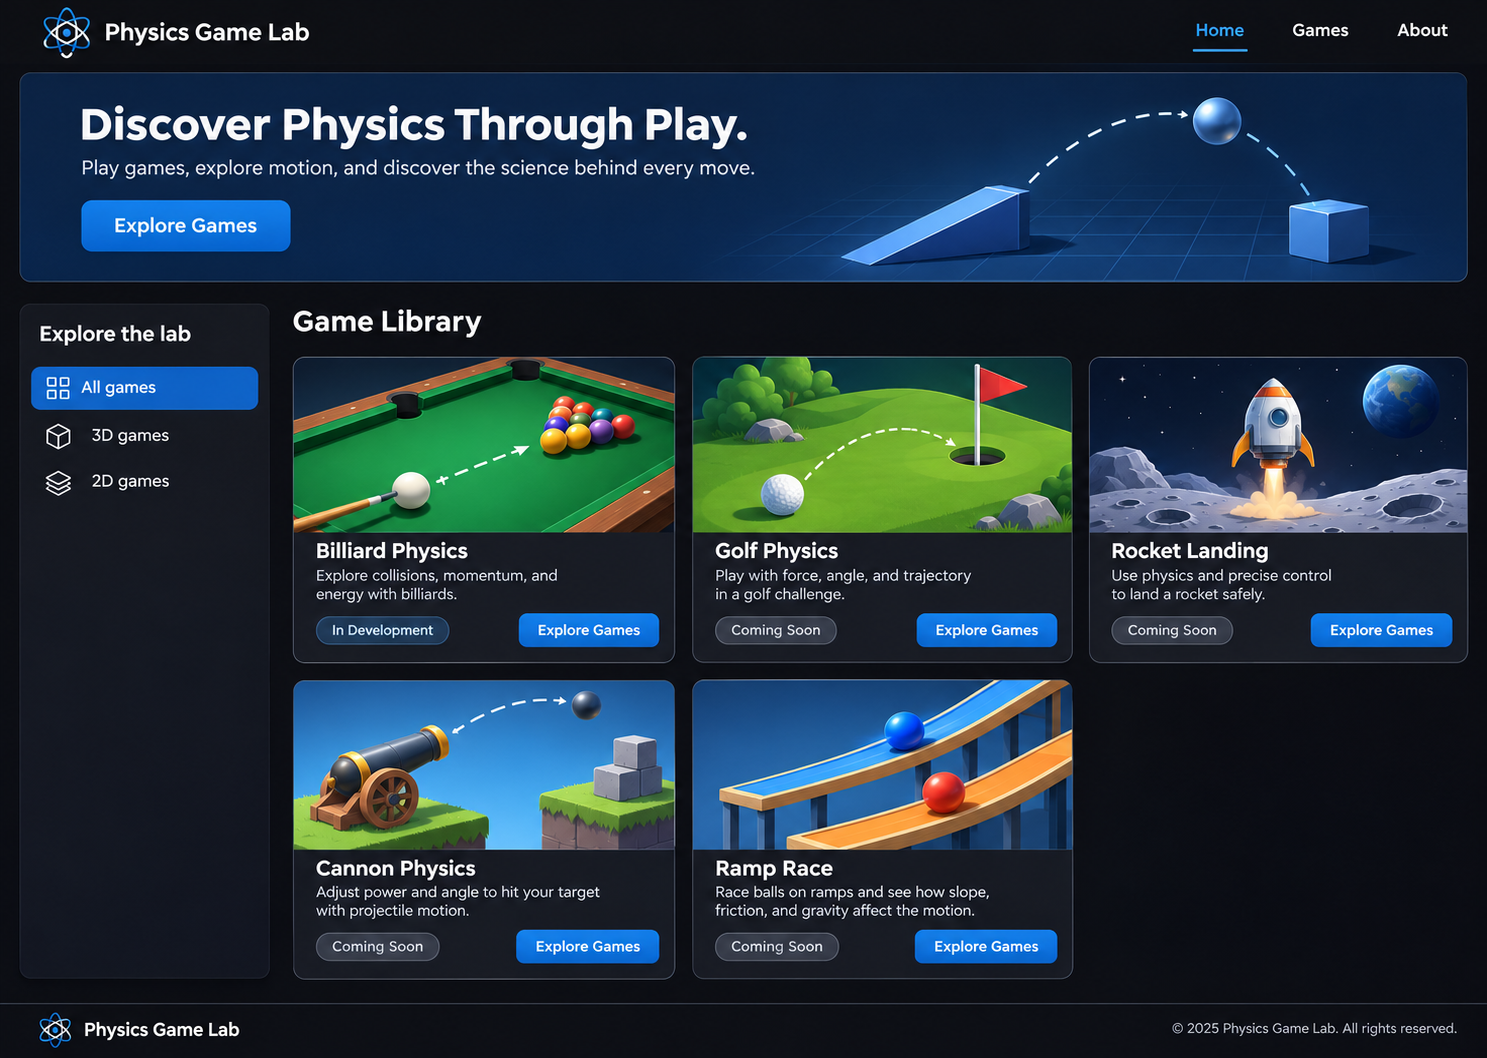 Physics Game Lab
Home
Games
About
Discover Physics Through Play.
Play games, explore motion, and discover the science behind every move.
Explore Games
Explore the lab
All games
3D games
2D games
Game Library
Billiard Physics
Explore collisions, momentum, and
energy with billiards.
In Development
Explore Games
Golf Physics
Play with force, angle, and trajectory
in a golf challenge.
Coming Soon
Explore Games
Rocket Landing
Use physics and precise control
to land a rocket safely.
Coming Soon
Explore Games
Cannon Physics
Adjust power and angle to hit your target
with projectile motion.
Coming Soon
Explore Games
Ramp Race
Race balls on ramps and see how slope,
friction, and gravity affect the motion.
Coming Soon
Explore Games
Physics Game Lab
© 2025 Physics Game Lab. All rights reserved.